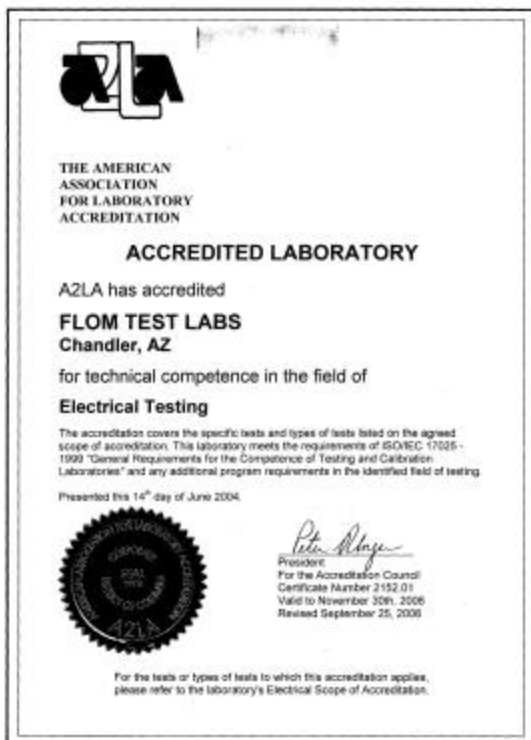 A2LA
THE AMERICAN
ASSOCIATION
FOR LABORATORY
ACCREDITATION
ACCREDITED LABORATORY
A2LA has accredited
FLOM TEST LABS
Chandler, AZ
for technical competence in the field of
Electrical Testing
The accreditation covers the specific tests and types of tests listed on the agreed
scope of accreditation. This laboratory meets the requirements of ISO/IEC 17025 -
1999 "General Requirements for the Competence of Testing and Calibration
Laboratories" and any additional program requirements in the identified field of testing.
Presented this 14th day of June 2004.
SEAL
A2LA
Peter
President
For the Accreditation Council
Certificate Number 2152.01
Valid to November 30th, 2006
Revised September 25, 2006
For the tests or types of tests to which this accreditation applies,
please refer to the laboratory's Electrical Scope of Accreditation.